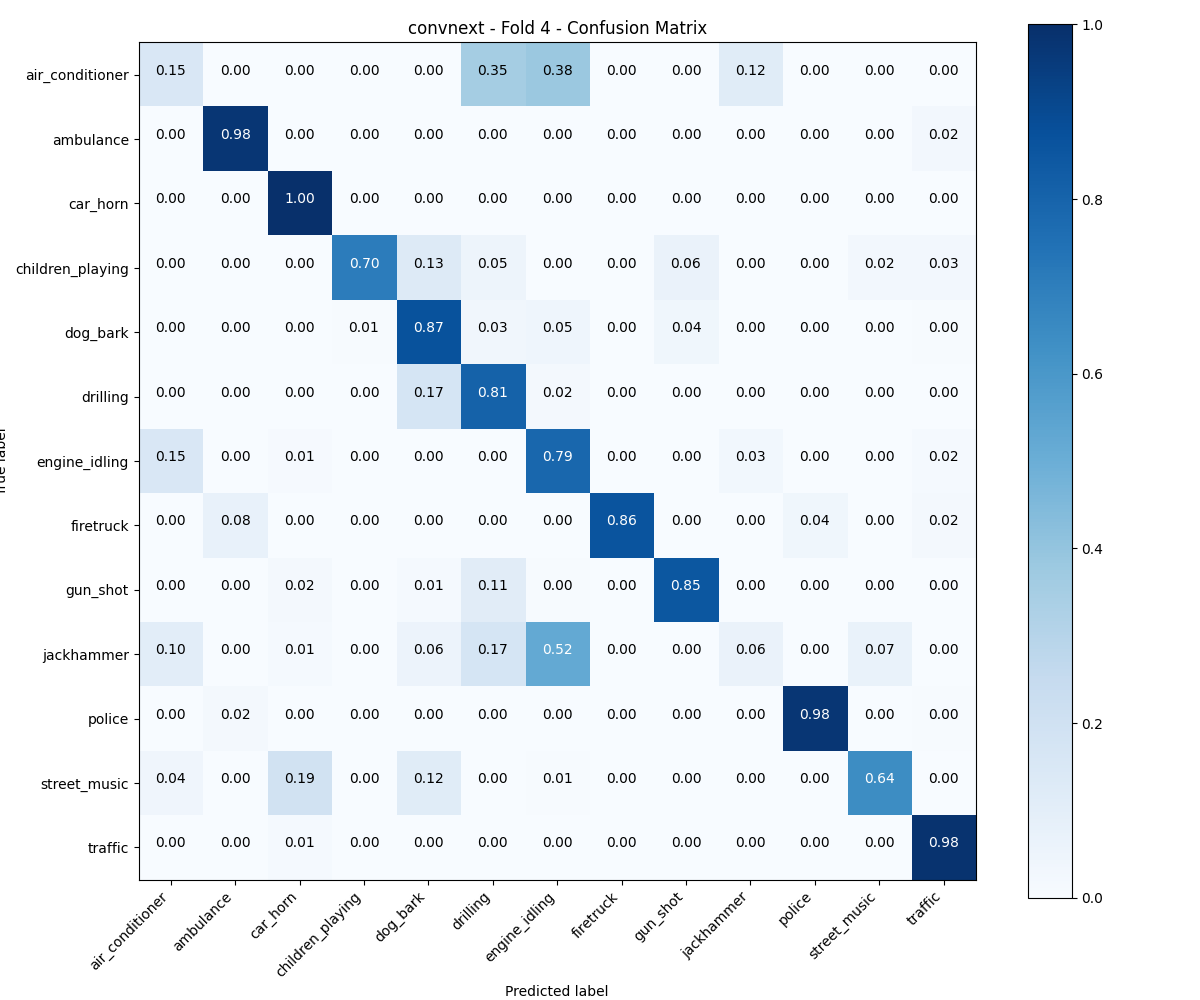 convnext - Fold 4 - Confusion Matrix
air_conditioner 0.15 0.00 0.00 0.00 0.00 0.35 0.38 0.00 0.00 0.12 0.00 0.00 0.00
ambulance 0.00 0.98 0.00 0.00 0.00 0.00 0.00 0.00 0.00 0.00 0.00 0.00 0.02
car_horn 0.00 0.00 1.00 0.00 0.00 0.00 0.00 0.00 0.00 0.00 0.00 0.00 0.00
children_playing 0.00 0.00 0.00 0.70 0.13 0.05 0.00 0.00 0.06 0.00 0.00 0.02 0.03
dog_bark 0.00 0.00 0.00 0.01 0.87 0.03 0.05 0.00 0.04 0.00 0.00 0.00 0.00
drilling 0.00 0.00 0.00 0.00 0.17 0.81 0.02 0.00 0.00 0.00 0.00 0.00 0.00
engine_idling 0.15 0.00 0.01 0.00 0.00 0.00 0.79 0.00 0.00 0.03 0.00 0.00 0.02
firetruck 0.00 0.08 0.00 0.00 0.00 0.00 0.00 0.86 0.00 0.00 0.04 0.00 0.02
gun_shot 0.00 0.00 0.02 0.01 0.11 0.00 0.00 0.85 0.00 0.00 0.00 0.00
jackhammer 0.10 0.00 0.01 0.00 0.06 0.17 0.52 0.00 0.00 0.06 0.00 0.07 0.00
police 0.00 0.02 0.00 0.00 0.00 0.00 0.00 0.00 0.00 0.00 0.98 0.00 0.00
street_music 0.04 0.00 0.19 0.00 0.12 0.00 0.01 0.00 0.00 0.00 0.00 0.64 0.00
traffic 0.00 0.00 0.01 0.00 0.00 0.00 0.00 0.00 0.00 0.00 0.00 0.00 0.98
air_conditioner ambulance car_horn children_playing dog_bark drilling engine_idling firetruck gun_shot jackhammer police street_music traffic
Predicted label
1.0
0.8
0.6
0.4
0.2
0.0